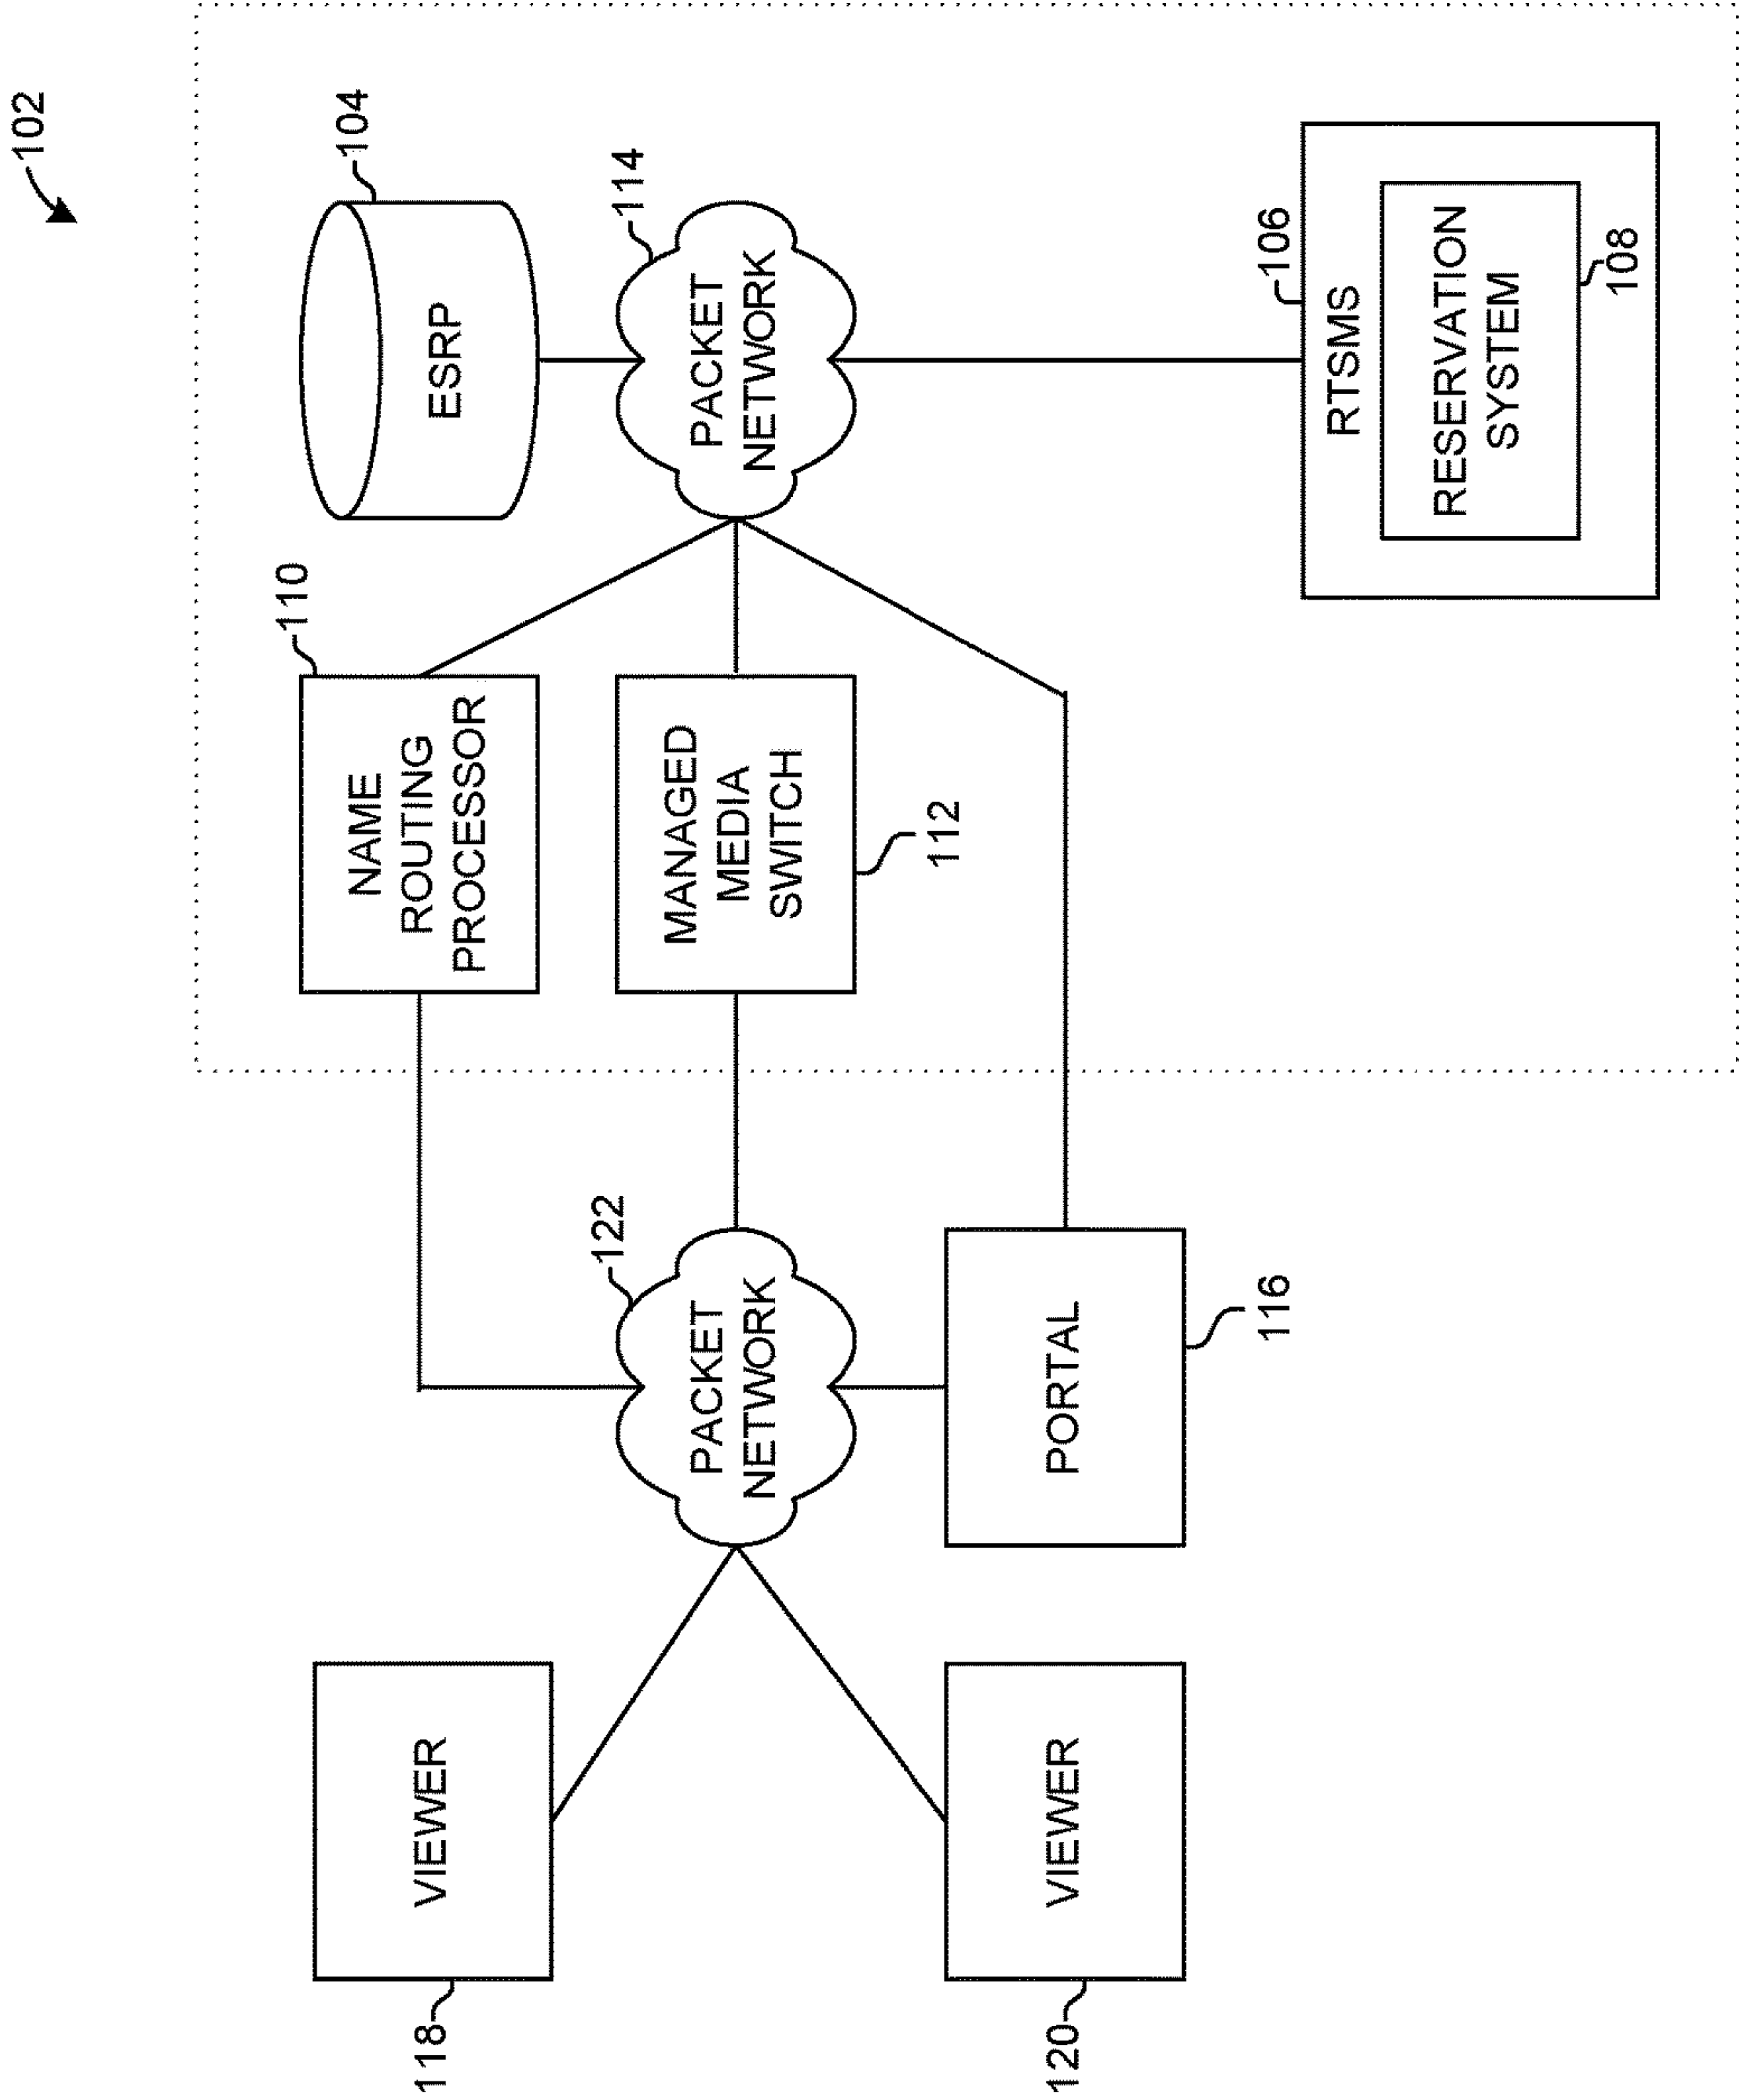 102
104
ESRP
114
PACKET
NETWORK
106
RTSMS
RESERVATION
SYSTEM
108
110
NAME
ROUTING
PROCESSOR
MANAGED
MEDIA
SWITCH
112
122
PACKET
NETWORK
PORTAL
116
VIEWER
118
VIEWER
120